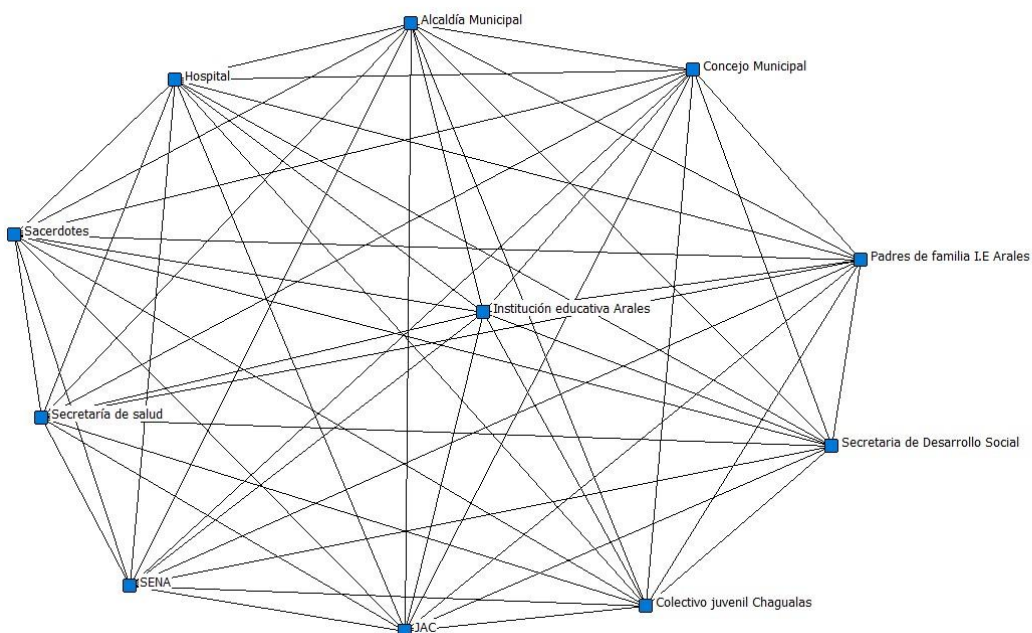 Alcaldía Municipal
Concejo Municipal
Hospital
Sacerdotes
Padres de familia I.E Arales
Institución educativa Arales
Secretaría de salud
Secretaria de Desarrollo Social
SENA
Colectivo juvenil Chagualas
JAC